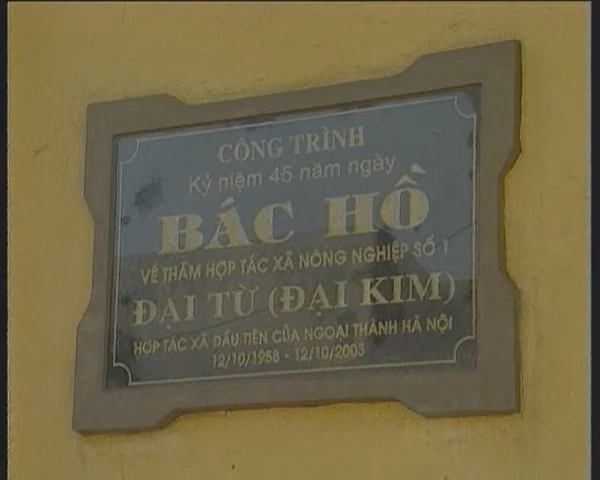 CÔNG TRÌNH
Kỷ niệm 45 năm ngày
BÁC HỒ
VỀ THĂM HỢP TÁC XÃ NÔNG NGHIỆP SỐ 1
ĐẠI TỪ (ĐẠI KIM)
HỢP TÁC XÃ ĐẦU TIÊN CỦA NGOẠI THÀNH HÀ NỘI
12/10/1958 - 12/10/2003